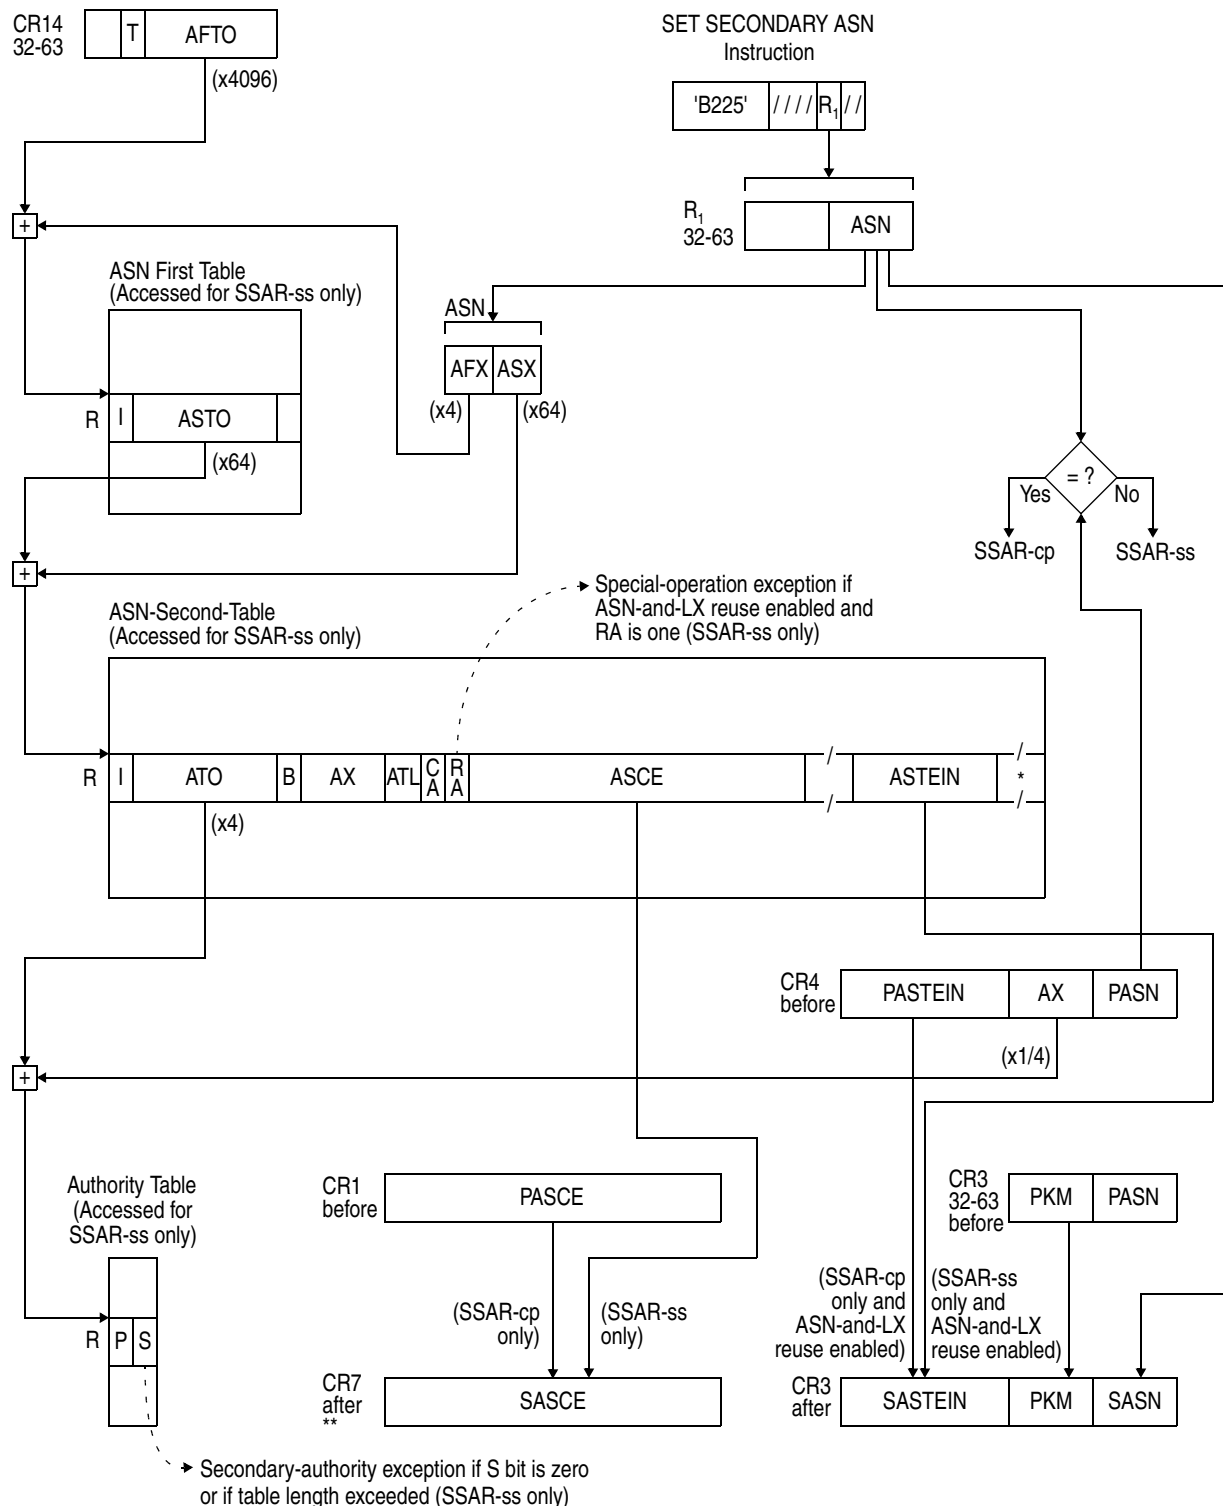 CR14
32-63
T
AFTO
(x4096)
SET SECONDARY ASN
Instruction
'B225'
////
R1
//
R1
32-63
ASN
+
ASN First Table
(Accessed for SSAR-ss only)
ASN
AFX
ASX
(x4)
(x64)
R
I
ASTO
(x64)
= ?
Yes
No
SSAR-cp
SSAR-ss
+
Special-operation exception if
ASN-and-LX reuse enabled and
RA is one (SSAR-ss only)
ASN-Second-Table
(Accessed for SSAR-ss only)
R
I
ATO
B
AX
ATL
CA
RA
ASCE
/
/
ASTEIN
/
*
/
(x4)
CR4
before
PASTEIN
AX
PASN
(x1/4)
+
Authority Table
(Accessed for
SSAR-ss only)
CR1
before
PASCE
CR3
32-63
before
PKM
PASN
(SSAR-cp
only)
(SSAR-ss
only)
(SSAR-cp
only and
ASN-and-LX
reuse enabled)
(SSAR-ss
only and
ASN-and-LX
reuse enabled)
R
P
S
CR7
after
**
SASCE
CR3
after
SASTEIN
PKM
SASN
Secondary-authority exception if S bit is zero
or if table length exceeded (SSAR-ss only)